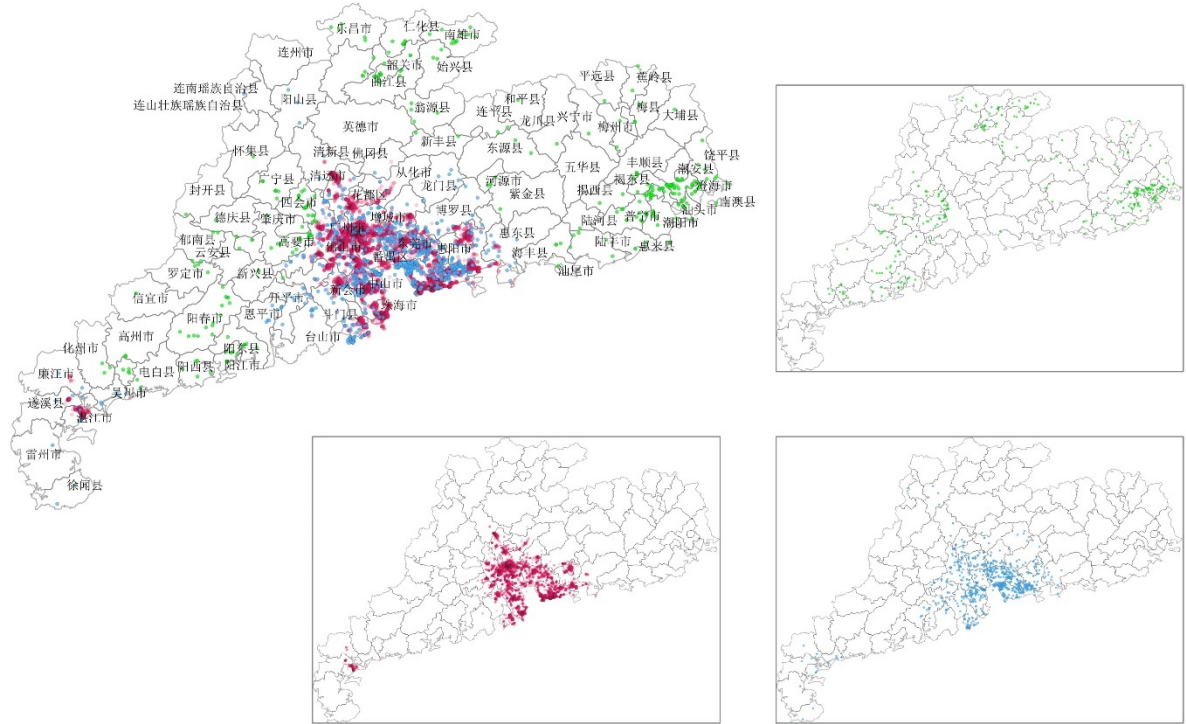 乐昌市
仁化县
南雄市
连州市
韶关市
始兴县
曲江县
平远县
蕉岭县
连南瑶族自治县
连山壮族瑶族自治县
阳山县
翁源县
连平县
和平县
龙川县
兴宁市
梅县
大埔县
梅州市
英德市
新丰县
东源县
怀集县
清新县
佛冈县
从化市
五华县
丰顺县
饶平县
潮安县
广宁县
清远市
花都区
龙门县
河源市
紫金县
揭西县
揭东县
澄海市
封开县
四会市
南澳县
德庆县
肇庆市
增城市
博罗县
陆河县
普宁市
汕头市
潮阳市
郁南县
高要市
东莞市
惠阳市
惠东县
陆丰市
惠来县
云安县
番禺区
海丰县
罗定市
新兴县
汕尾市
信宜市
开平市
新会市
中山市
阳春市
恩平市
斗门县
珠海市
高州市
台山市
化州市
阳东县
廉江市
电白县
阳西县
阳江市
吴川市
遂溪县
湛江市
雷州市
徐闻县